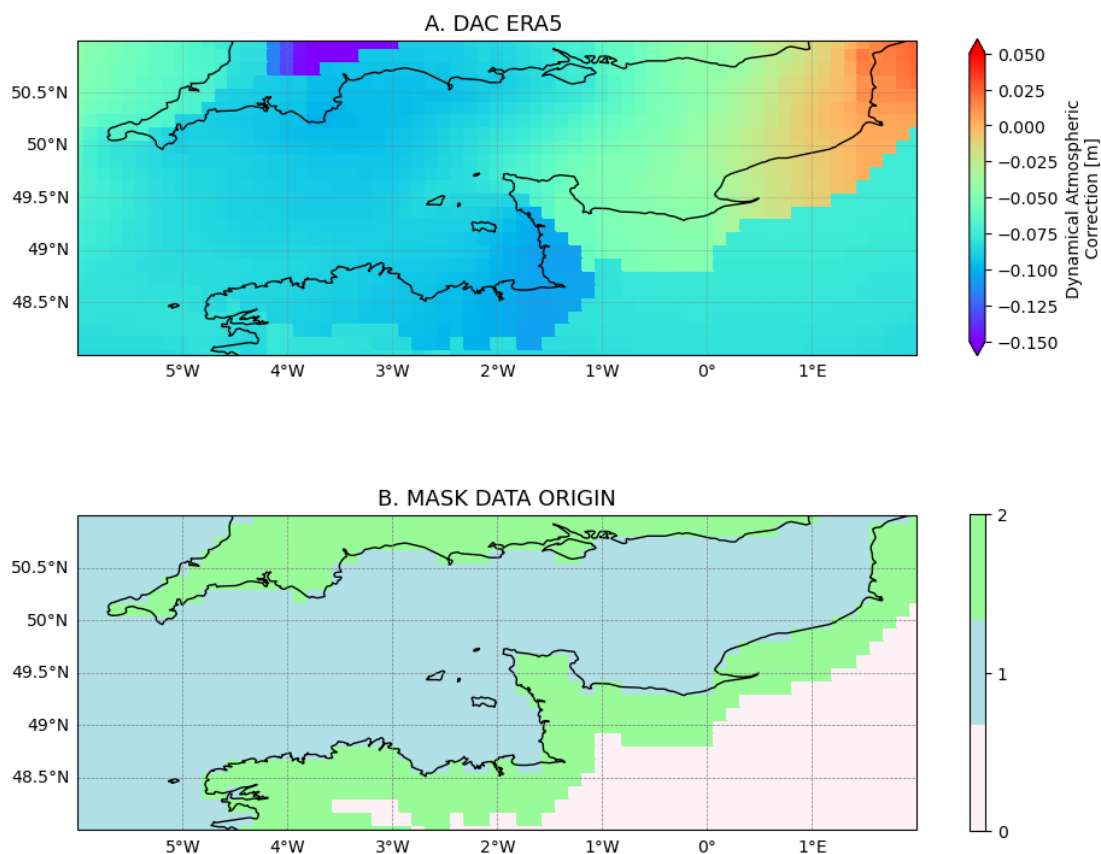 A. DAC ERA5
50.5°N
50°N
49.5°N
49°N
48.5°N
5°W 4°W 3°W 2°W 1°W 0° 1°E
0.050
0.025
0.000
−0.025
−0.050
−0.075
−0.100
−0.125
−0.150
Dynamical Atmospheric
Correction [m]
B. MASK DATA ORIGIN
50.5°N
50°N
49.5°N
49°N
48.5°N
5°W 4°W 3°W 2°W 1°W 0° 1°E
2
1
0